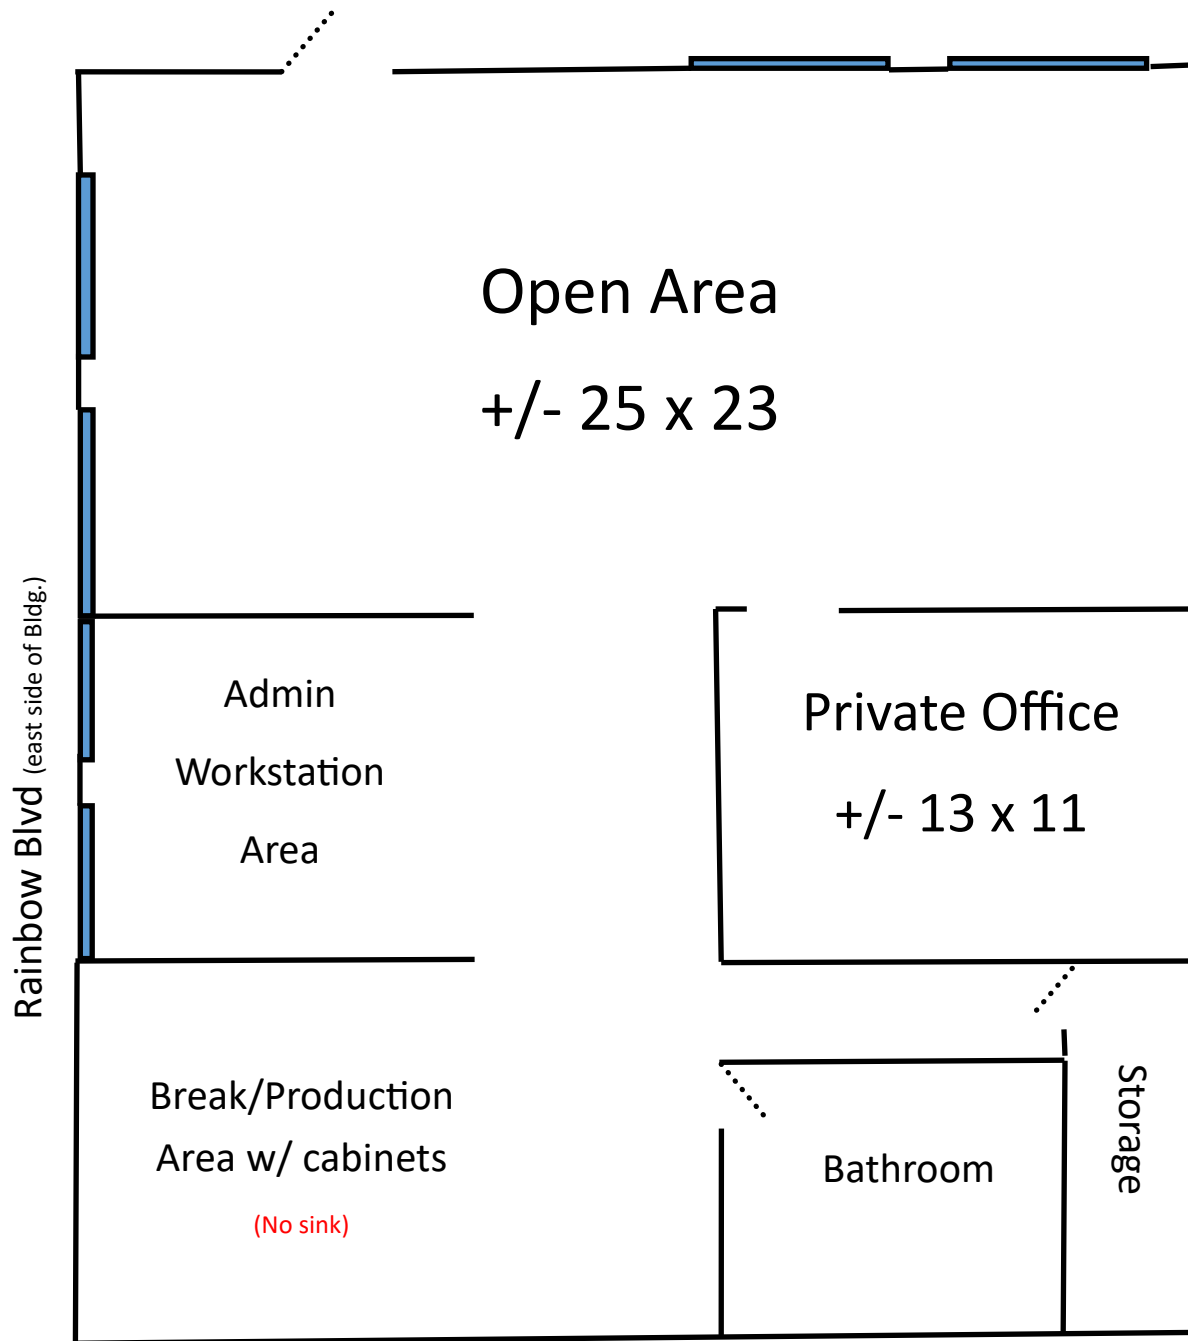 Open Area
+/- 25 x 23
Rainbow Blvd (east side of Bldg.)
Admin
Workstation
Area
Private Office
+/- 13 x 11
Break/Production
Area w/ cabinets
(No sink)
Bathroom
Storage